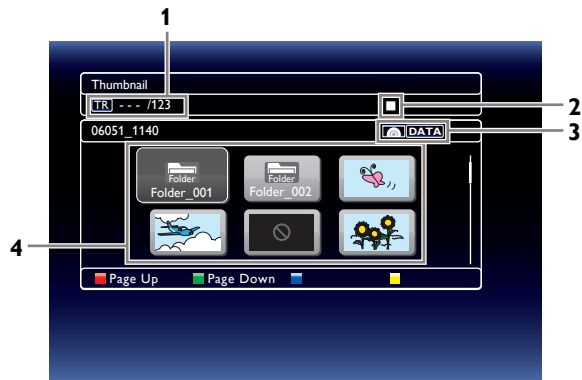 1
Thumbnail
TR - - - /123
2
06051_1140
DATA
3
Folder
Folder_001
Folder
Folder_002
4
Page Up
Page Down